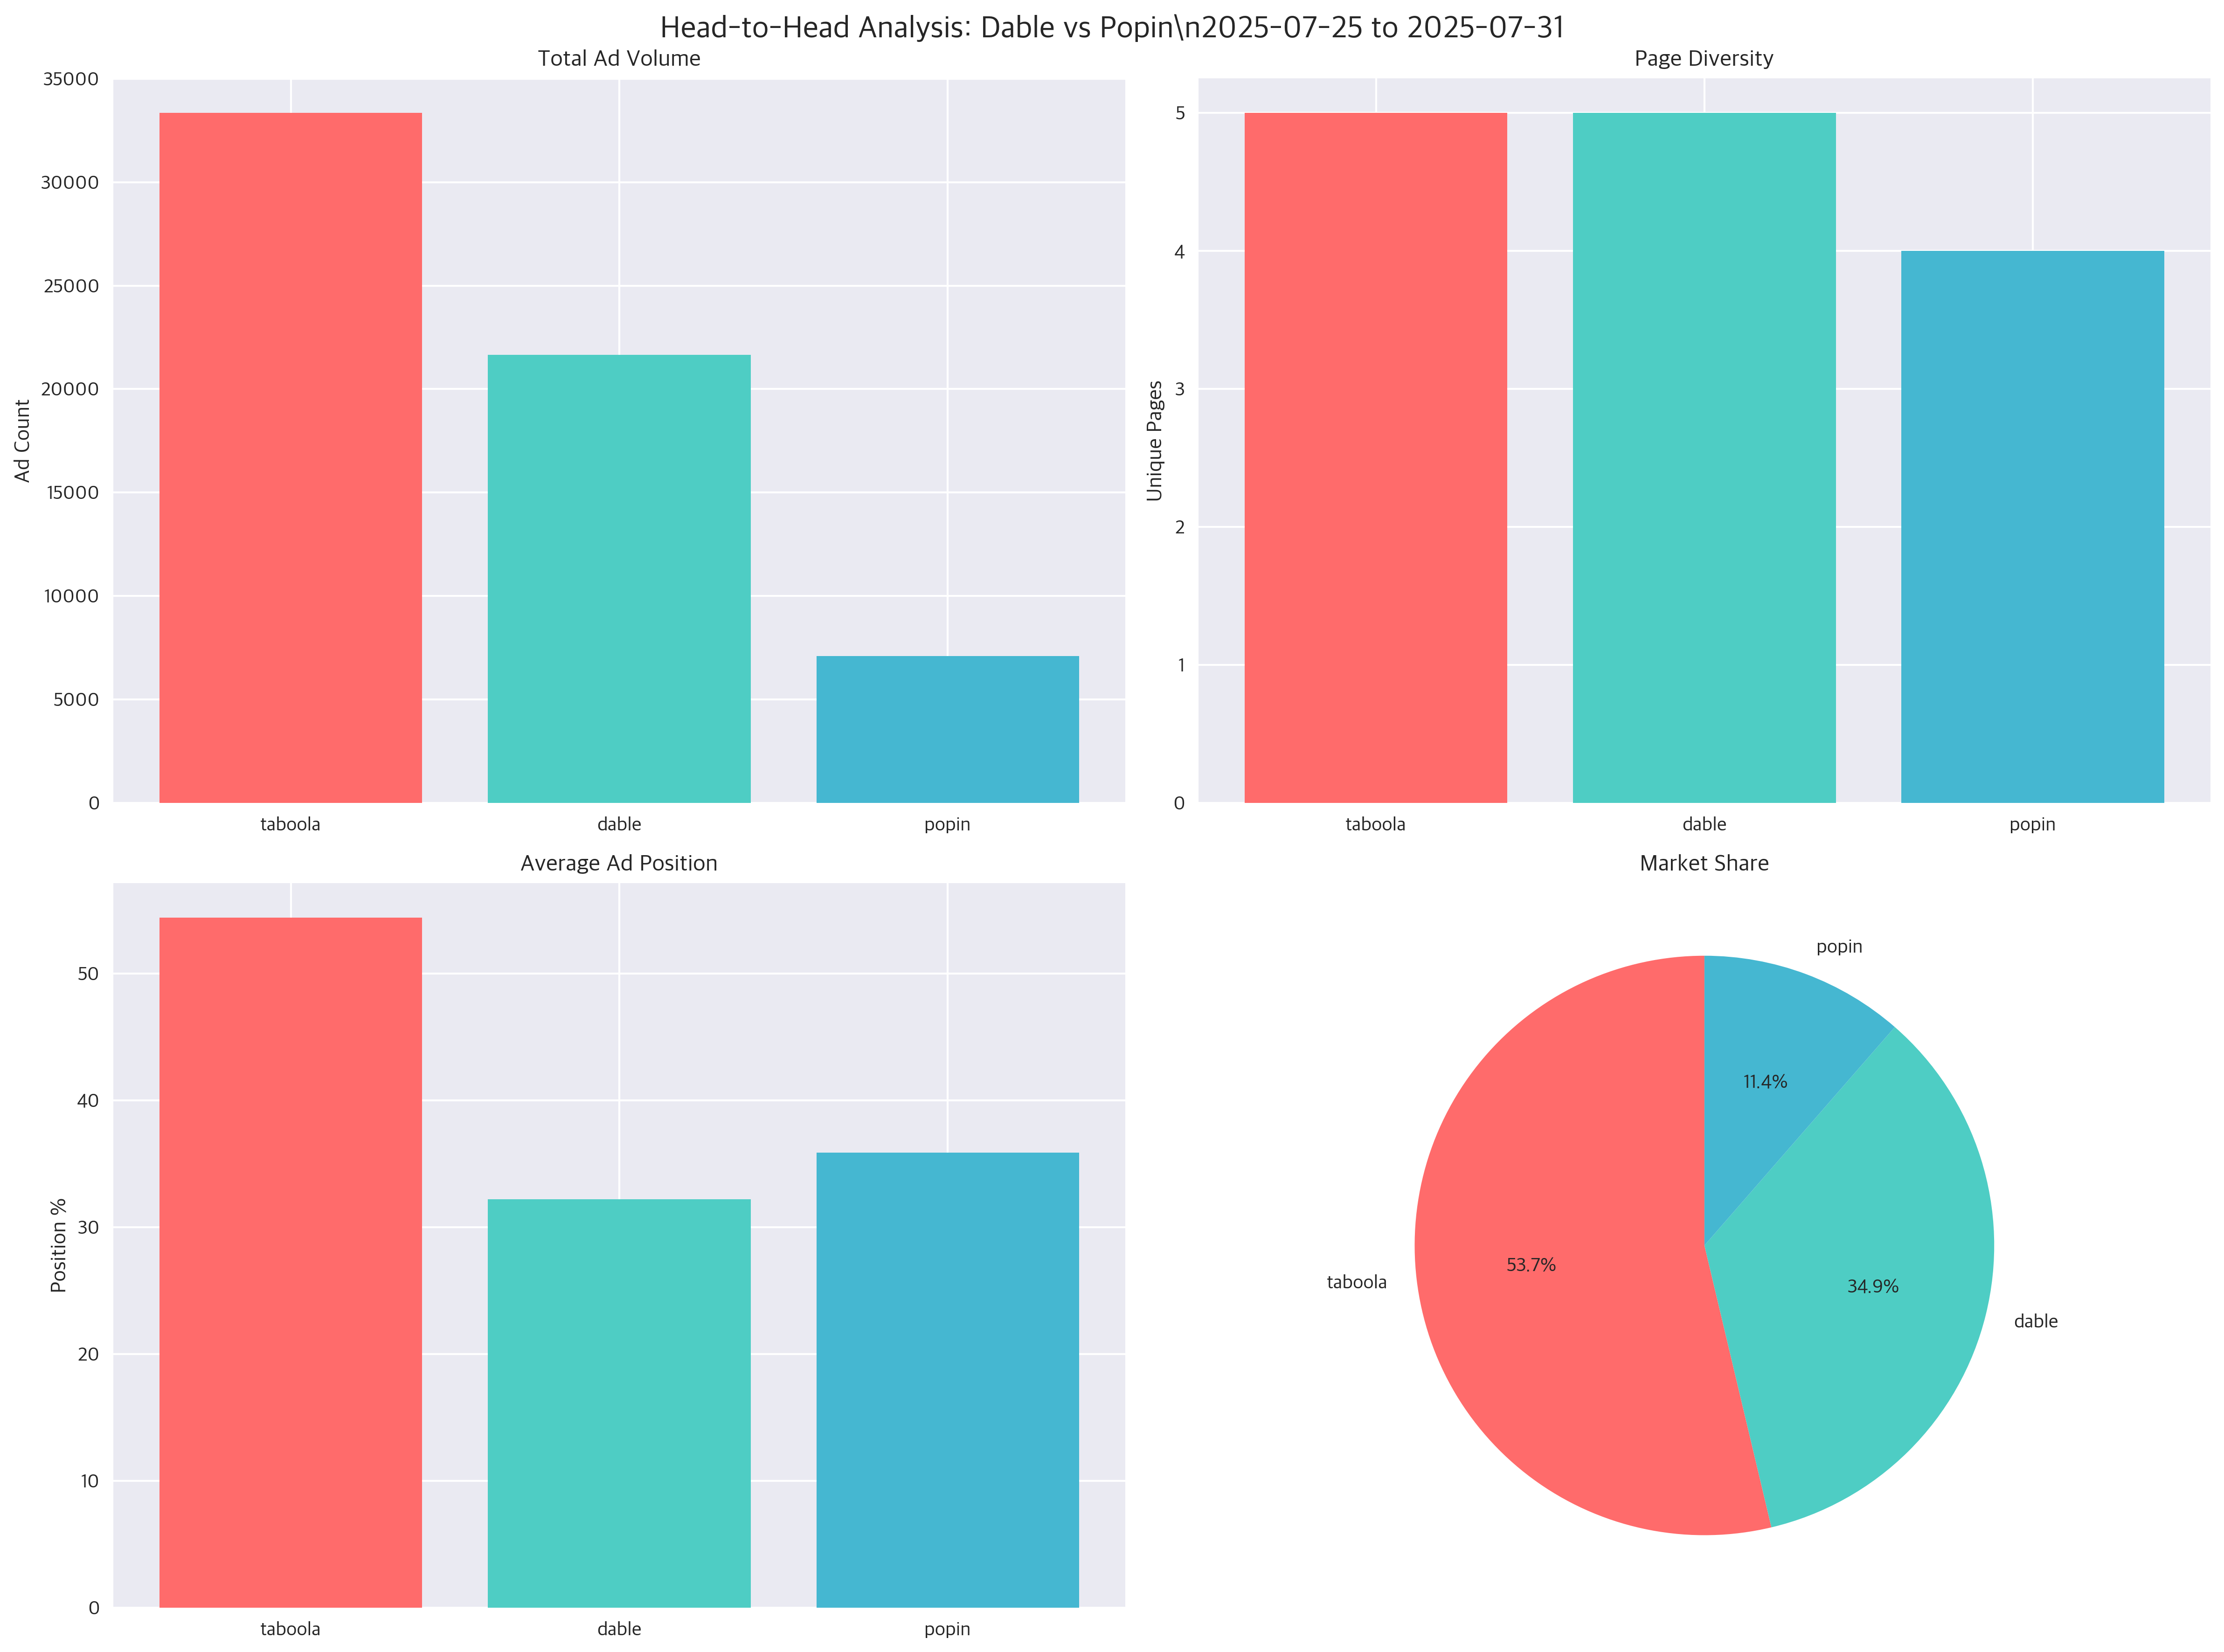 Head-to-Head Analysis: Dable vs Popin\n2025-07-25 to 2025-07-31
Total Ad Volume
35000
30000
25000
20000
15000
10000
5000
0
Ad Count
taboola
dable
popin
Page Diversity
5
4
3
2
1
0
Unique Pages
taboola
dable
popin
Average Ad Position
50
40
30
20
10
0
Position %
taboola
dable
popin
Market Share
popin
11.4%
53.7%
taboola
34.9%
dable